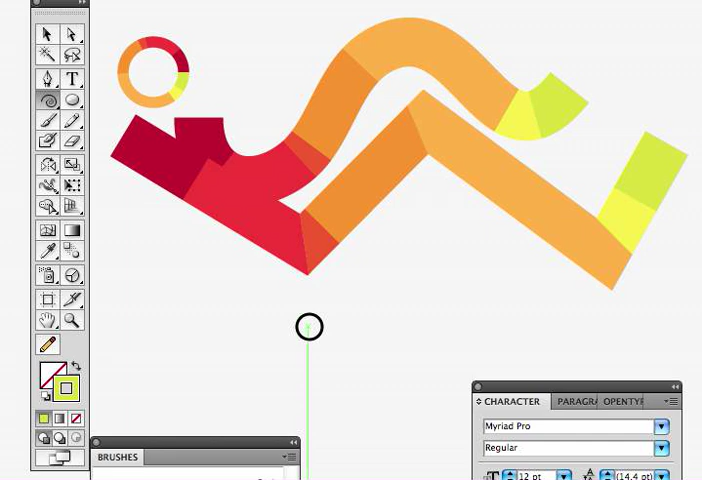 CHARACTER PARAGRA OPENTYP
Myriad Pro
Regular
BRUSHES
T 12 pt (14.4 pt)